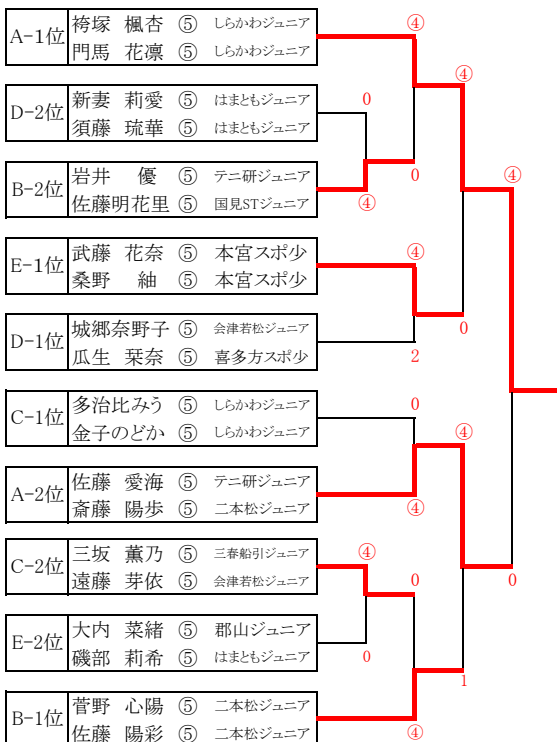 A-1位 袴塚 楓杏 ⑤ しらかわジュニア
門馬 花凛 ⑤ しらかわジュニア
④
④
D-2位 新妻 莉愛 ⑤ はまともジュニア
須藤 琉華 ⑤ はまともジュニア
0
B-2位 岩井 優 ⑤ テニ研ジュニア
佐藤明花里 ⑤ 国見STジュニア
④
0
④
E-1位 武藤 花奈 ⑤ 本宮スポ少
桑野 紬 ⑤ 本宮スポ少
④
0
D-1位 城郷奈野子 ⑤ 会津若松ジュニア
瓜生 栞奈 ⑤ 喜多方スポ少
2
C-1位 多治比みう ⑤ しらかわジュニア
金子のどか ⑤ しらかわジュニア
0
④
A-2位 佐藤 愛海 ⑤ テニ研ジュニア
斎藤 陽歩 ⑤ 二本松ジュニア
④
C-2位 三坂 薫乃 ⑤ 三春船引ジュニア
遠藤 芽依 ⑤ 会津若松ジュニア
④
0
0
E-2位 大内 菜緒 ⑤ 郡山ジュニア
磯部 莉希 ⑤ はまともジュニア
0
1
B-1位 菅野 心陽 ⑤ 二本松ジュニア
佐藤 陽彩 ⑤ 二本松ジュニア
④